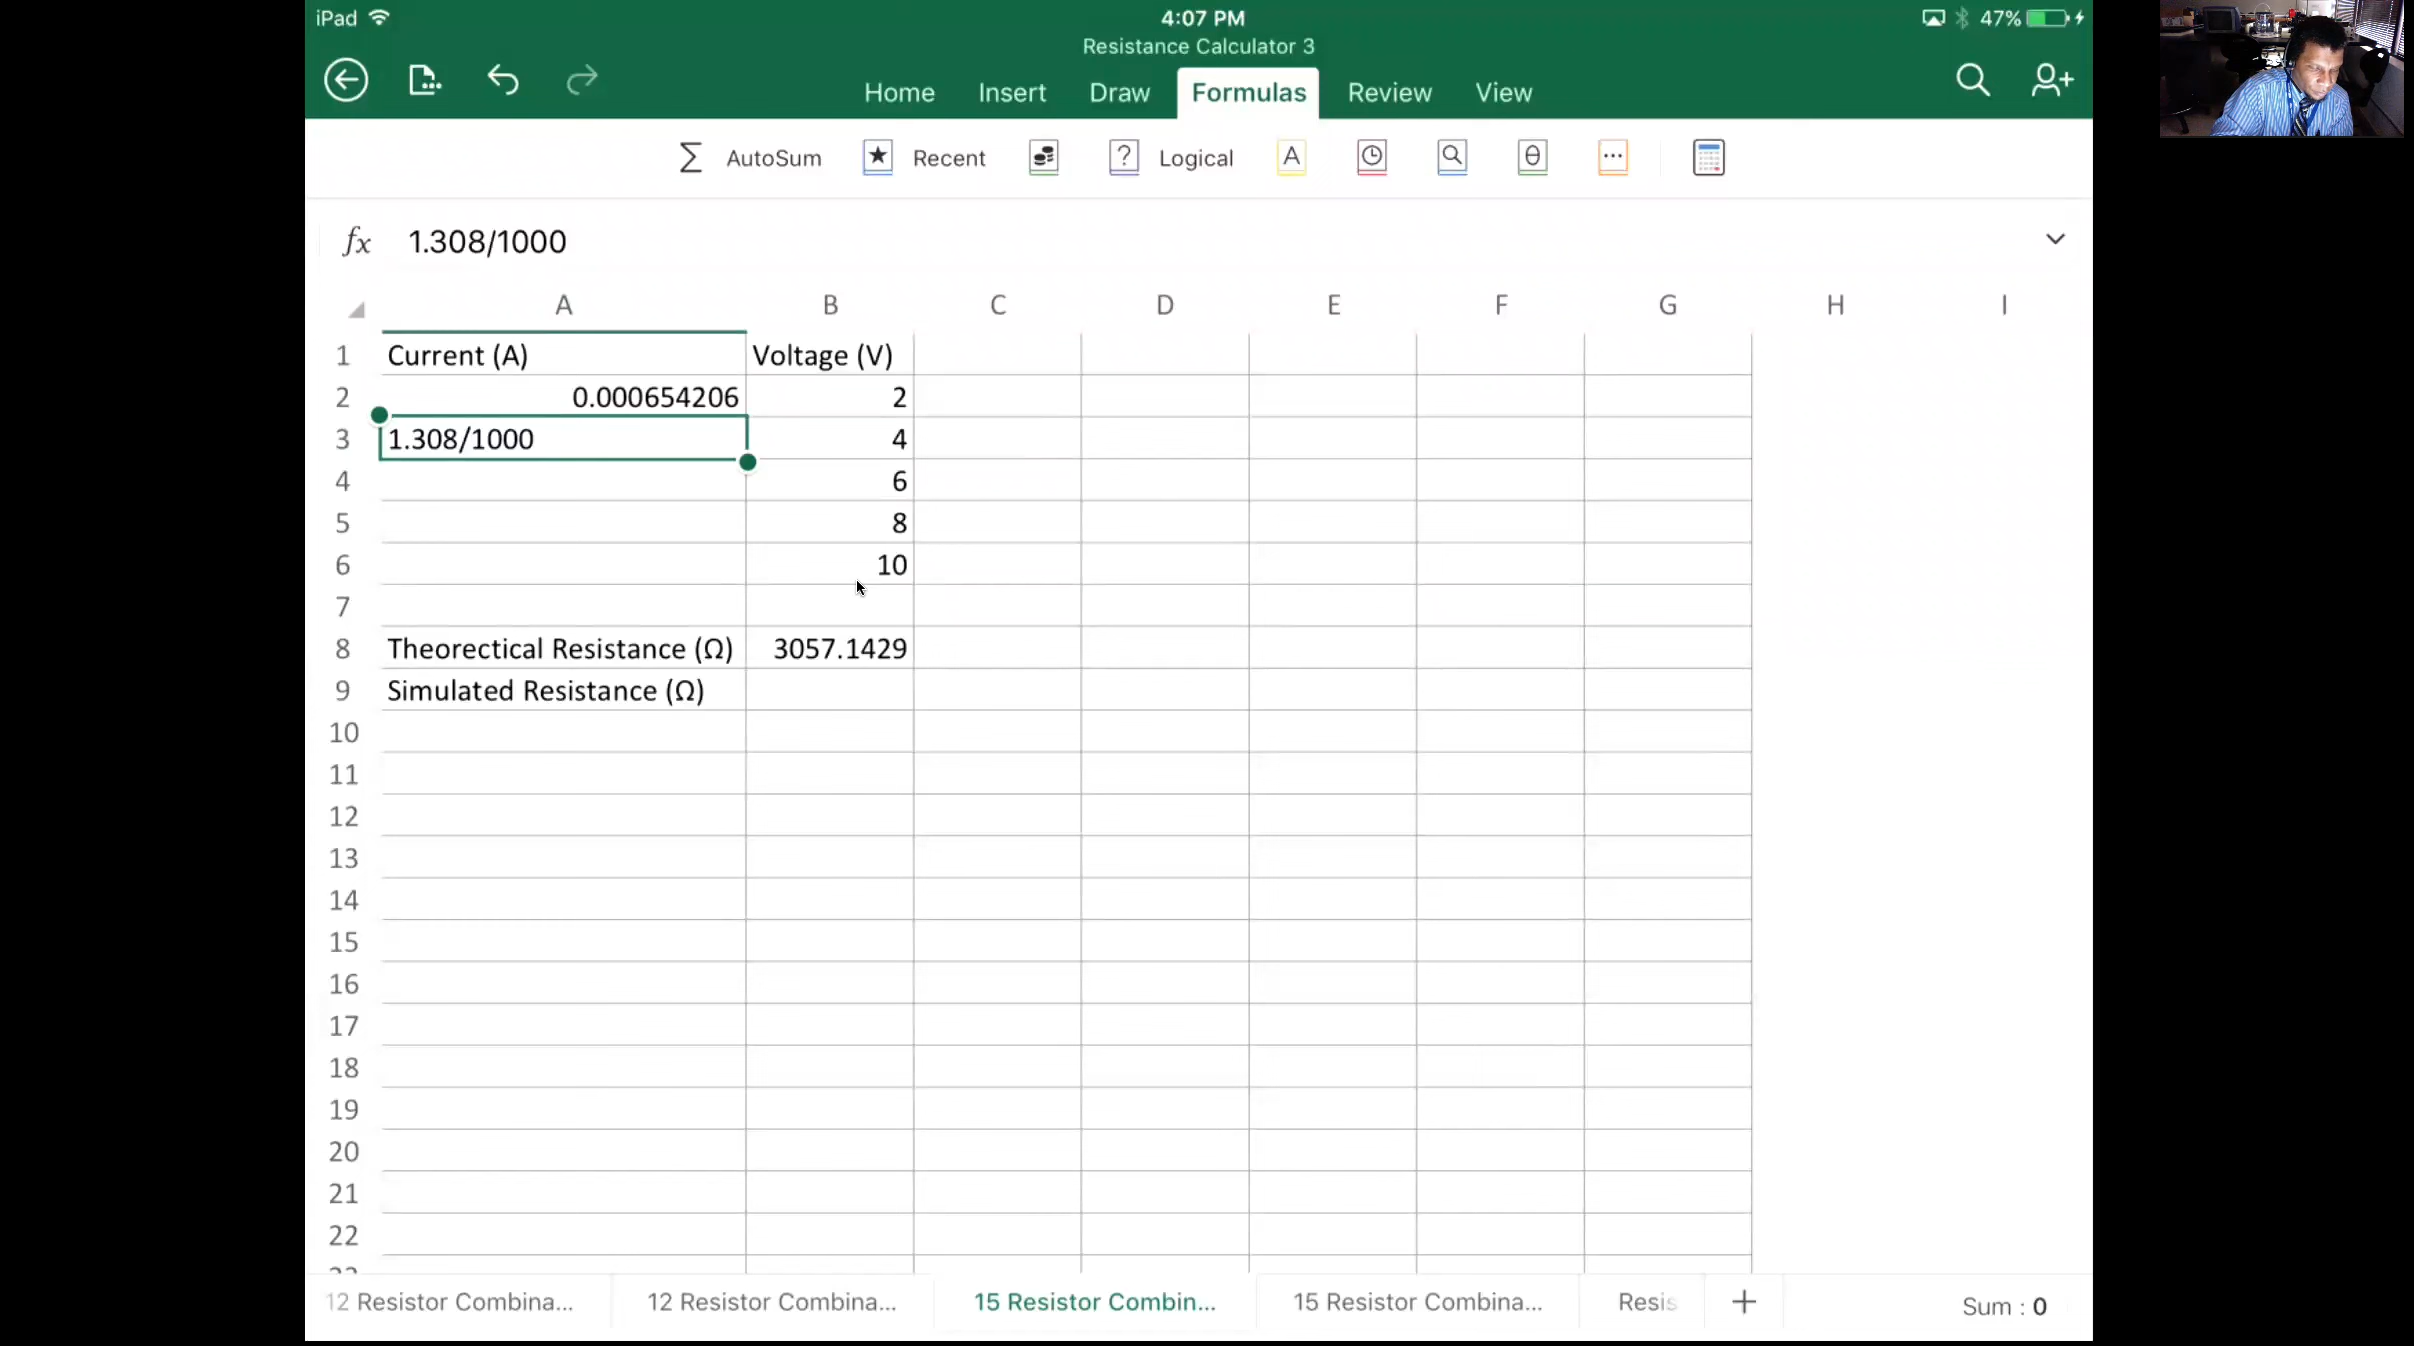 iPad 4:07 PM 47%
Resistance Calculator 3
Home Insert Draw Formulas Review View
Σ AutoSum Recent ? Logical A θ ...
fx 1.308/1000
A B C D E F G H I
1 Current (A) Voltage (V)
2 0.000654206 2
3 1.308/1000 4
4 6
5 8
6 10
7
8 Theorectical Resistance (Ω) 3057.1429
9 Simulated Resistance (Ω)
10
11
12
13
14
15
16
17
18
19
20
21
22
12 Resistor Combina... 12 Resistor Combina... 15 Resistor Combin... 15 Resistor Combina... Resis + Sum : 0